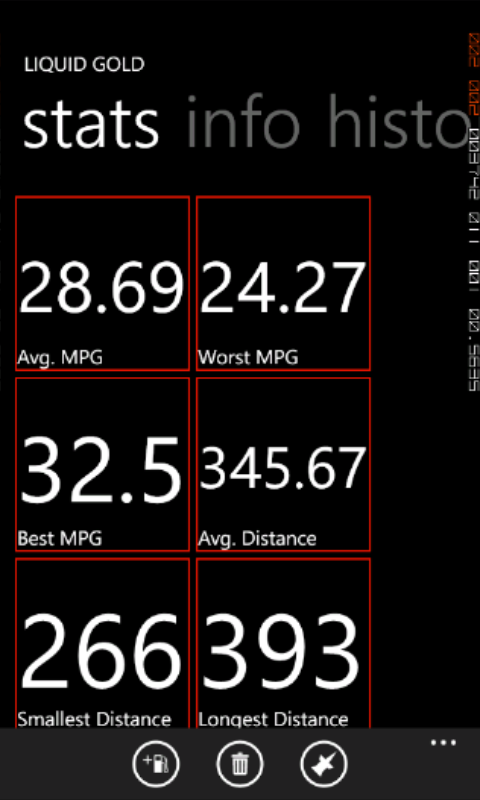 LIQUID GOLD
stats info histo
28.69 24.27
Avg. MPG Worst MPG
32.5 345.67
Best MPG Avg. Distance
266 393
Smallest Distance Longest Distance